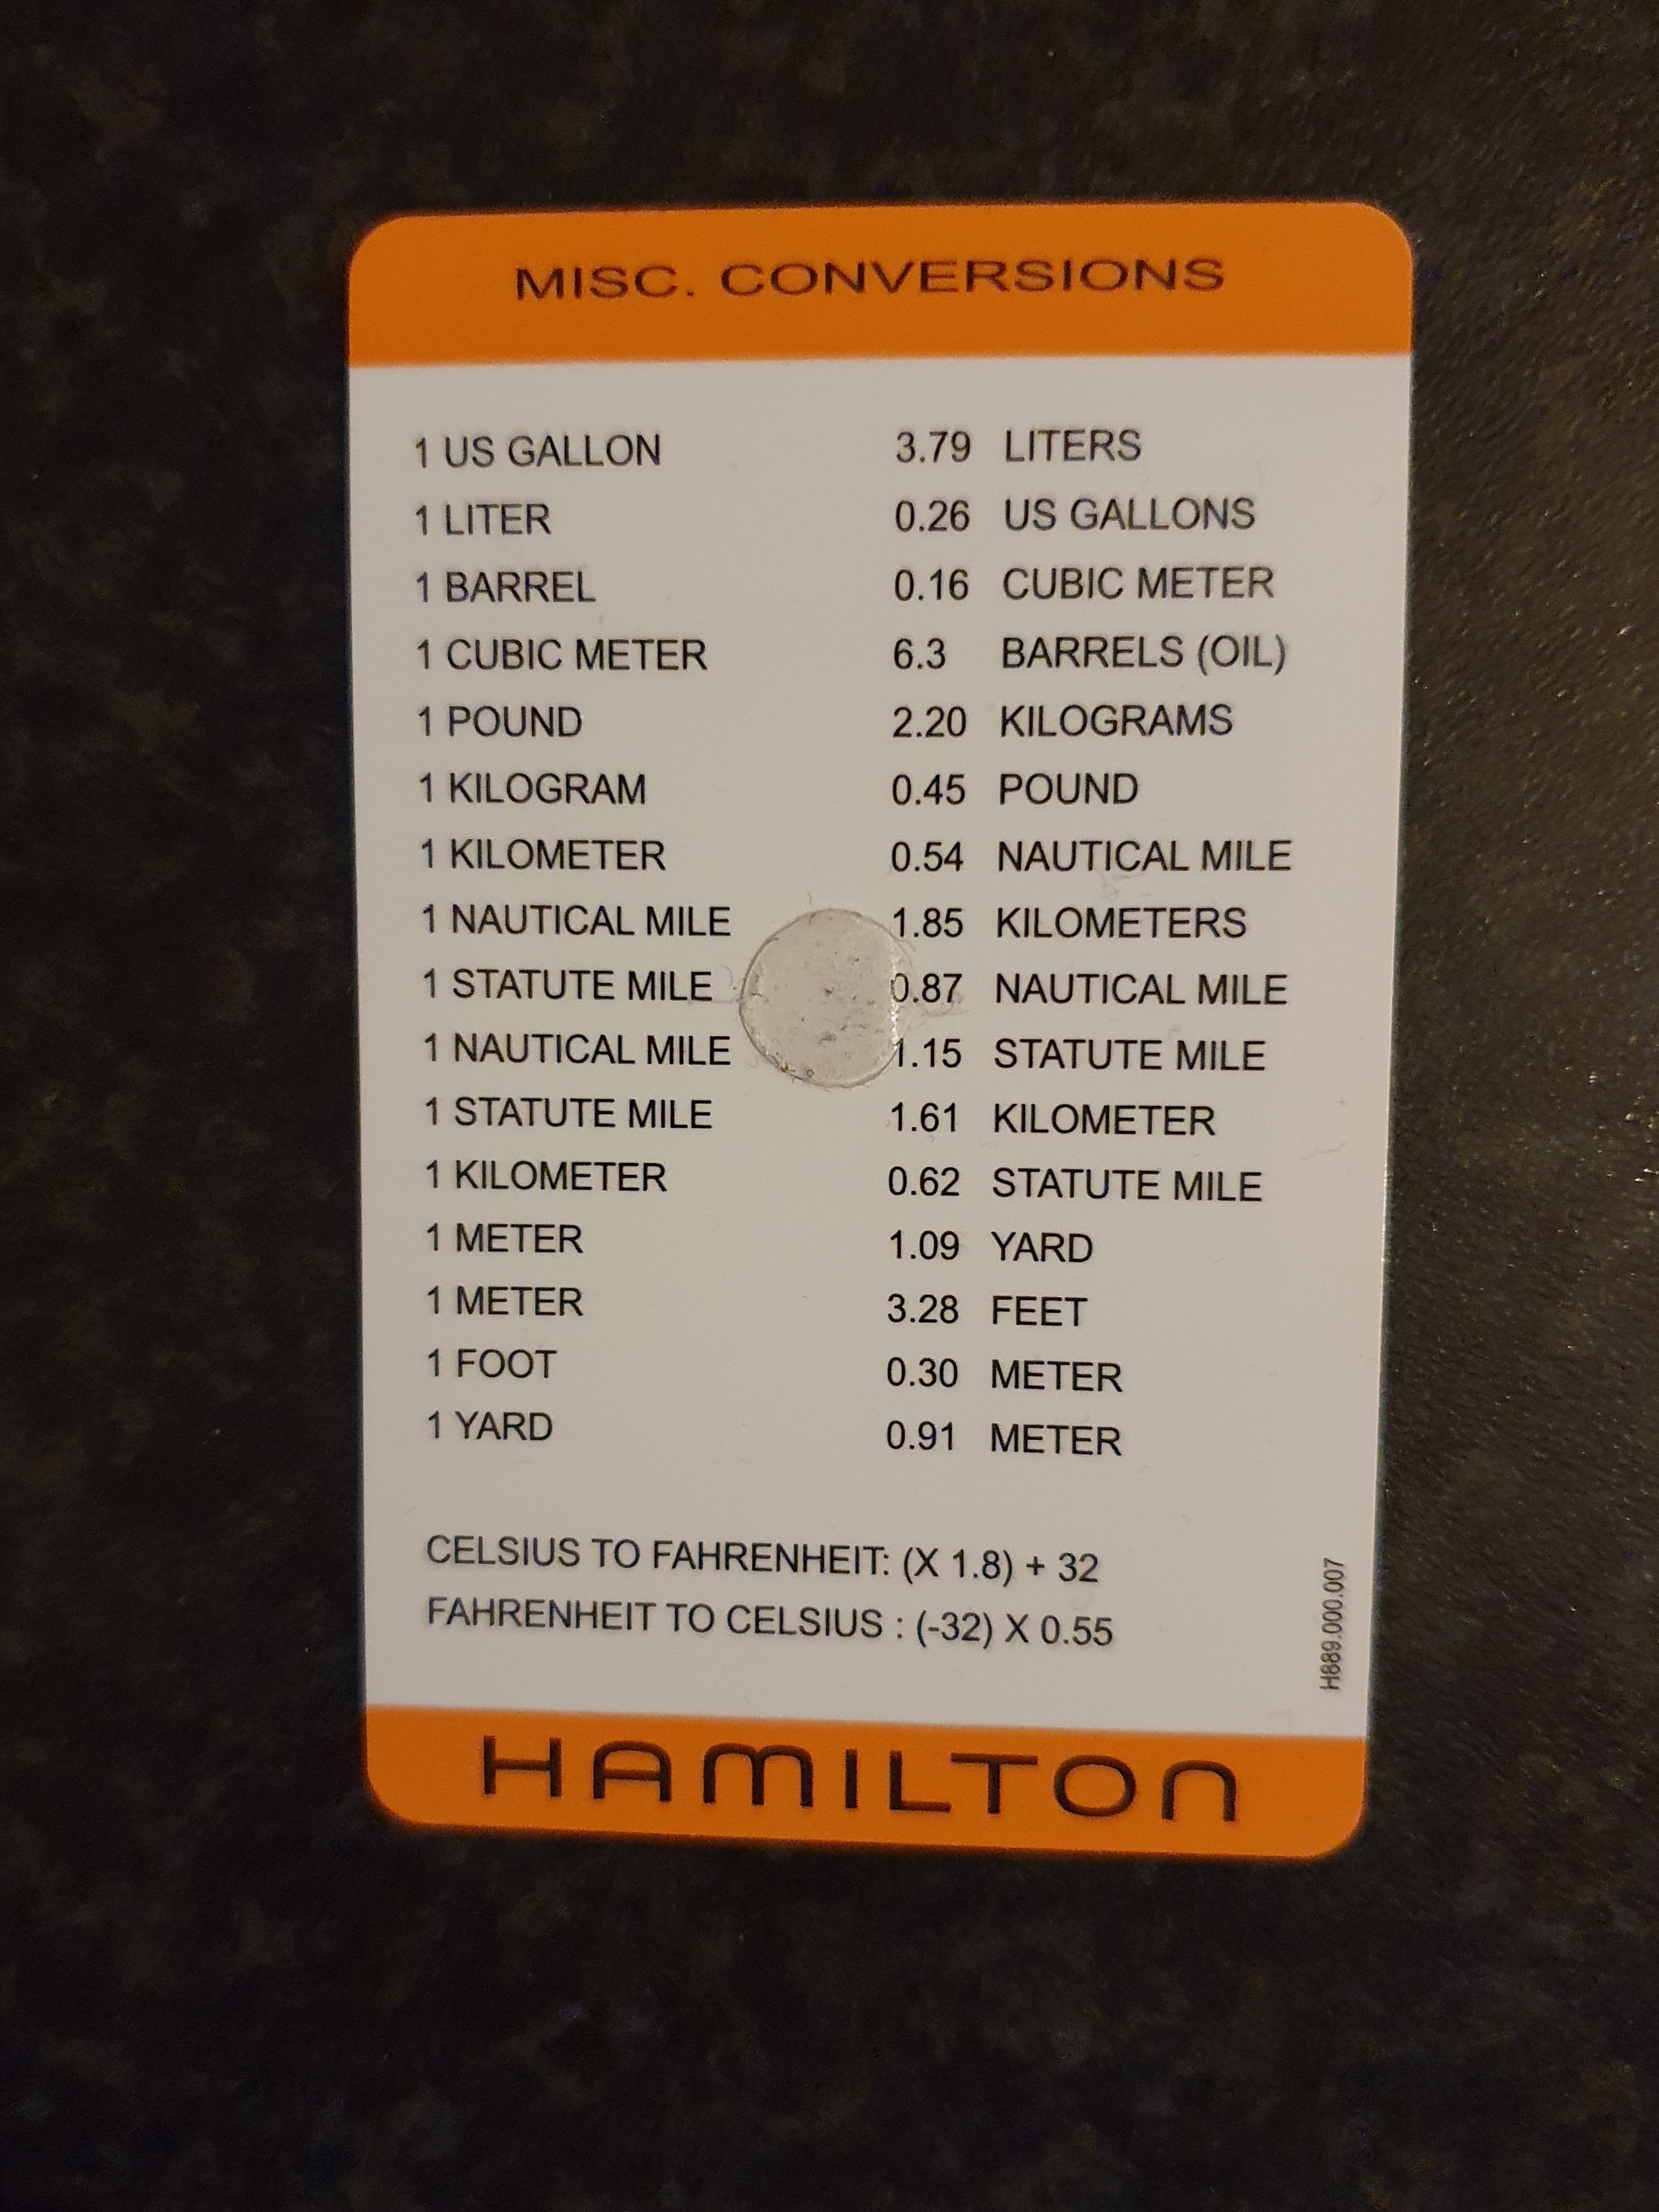 MISC. CONVERSIONS
1 US GALLON 3.79 LITERS
1 LITER 0.26 US GALLONS
1 BARREL 0.16 CUBIC METER
1 CUBIC METER 6.3 BARRELS (OIL)
1 POUND 2.20 KILOGRAMS
1 KILOGRAM 0.45 POUND
1 KILOMETER 0.54 NAUTICAL MILE
1 NAUTICAL MILE 1.85 KILOMETERS
1 STATUTE MILE 0.87 NAUTICAL MILE
1 NAUTICAL MILE 1.15 STATUTE MILE
1 STATUTE MILE 1.61 KILOMETER
1 KILOMETER 0.62 STATUTE MILE
1 METER 1.09 YARD
1 METER 3.28 FEET
1 FOOT 0.30 METER
1 YARD 0.91 METER
CELSIUS TO FAHRENHEIT: (X 1.8) + 32
FAHRENHEIT TO CELSIUS : (-32) X 0.55
H889.000.007
HAMILTON